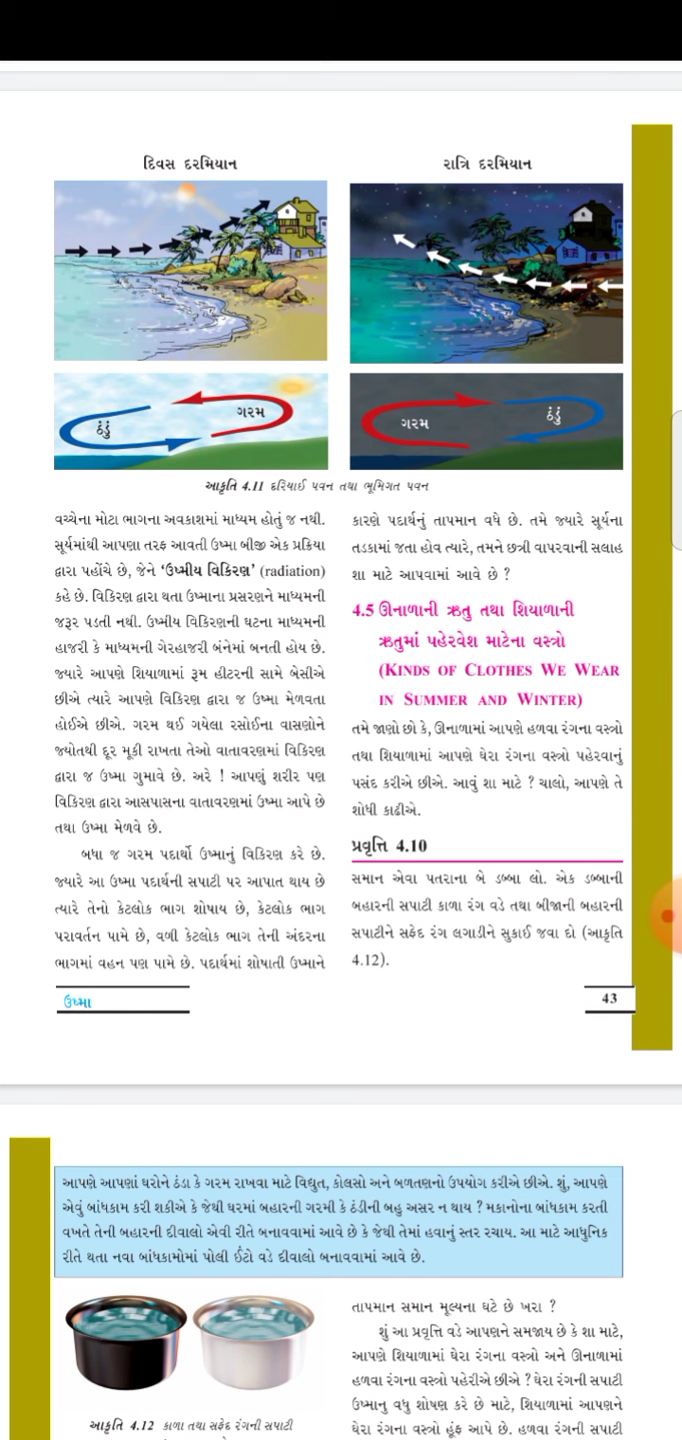 દિવસ દરમિયાન
રાત્રિ દરમિયાન
ઠંડું
ગરમ
ગરમ
ઠંડું
આકૃતિ 4.11 દરિયાઈ પવન તથા ભૂમિગત પવન
વચ્ચેના મોટા ભાગના અવકાશમાં માધ્યમ હોતું જ નથી.
સૂર્યમાંથી આપણા તરફ આવતી ઉષ્મા બીજી એક પ્રક્રિયા
દ્વારા પહોંચે છે, જેને ‘ઉષ્મીય વિકિરણ’ (radiation)
કહે છે. વિકિરણ દ્વારા થતા ઉષ્માના પ્રસરણને માધ્યમની
જરૂર પડતી નથી. ઉષ્મીય વિકિરણની ઘટના માધ્યમની
હાજરી કે માધ્યમની ગેરહાજરી બંનેમાં બનતી હોય છે.
જ્યારે આપણે શિયાળામાં રૂમ હીટરની સામે બેસીએ
છીએ ત્યારે આપણે વિકિરણ દ્વારા જ ઉષ્મા મેળવતા
હોઈએ છીએ. ગરમ થઈ ગયેલા રસોઈના વાસણોને
જ્યોતથી દૂર મૂકી રાખતા તેઓ વાતાવરણમાં વિકિરણ
દ્વારા જ ઉષ્મા ગુમાવે છે. અરે ! આપણું શરીર પણ
વિકિરણ દ્વારા આસપાસના વાતાવરણમાં ઉષ્મા આપે છે
તથા ઉષ્મા મેળવે છે.
બધા જ ગરમ પદાર્થો ઉષ્માનું વિકિરણ કરે છે.
જ્યારે આ ઉષ્મા પદાર્થની સપાટી પર આપાત થાય છે
ત્યારે તેનો કેટલોક ભાગ શોષાય છે, કેટલોક ભાગ
પરાવર્તન પામે છે, વળી કેટલોક ભાગ તેની અંદરના
ભાગમાં વહન પણ પામે છે. પદાર્થમાં શોષાતી ઉષ્માને
કારણે પદાર્થનું તાપમાન વધે છે. તમે જ્યારે સૂર્યના
તડકામાં જતા હોવ ત્યારે, તમને છત્રી વાપરવાની સલાહ
શા માટે આપવામાં આવે છે ?
4.5 ઊનાળાની ઋતુ તથા શિયાળાની
ઋતુમાં પહેરવેશ માટેના વસ્ત્રો
(KINDS OF CLOTHES WE WEAR
IN SUMMER AND WINTER)
તમે જાણો છો કે, ઊનાળામાં આપણે હળવા રંગના વસ્ત્રો
તથા શિયાળામાં આપણે ઘેરા રંગના વસ્ત્રો પહેરવાનું
પસંદ કરીએ છીએ. આવું શા માટે ? ચાલો, આપણે તે
શોધી કાઢીએ.
પ્રવૃત્તિ 4.10
સમાન એવા પતરાના બે ડબ્બા લો. એક ડબ્બાની
બહારની સપાટી કાળા રંગ વડે તથા બીજાની બહારની
સપાટીને સફેદ રંગ લગાડીને સુકાઈ જવા દો (આકૃતિ
4.12).
ઉષ્મા
43
આપણે આપણાં ઘરોને ઠંડા કે ગરમ રાખવા માટે વિદ્યુત, કોલસો અને બળતણનો ઉપયોગ કરીએ છીએ. શું, આપણે
એવું બાંધકામ કરી શકીએ કે જેથી ઘરમાં બહારની ગરમી કે ઠંડીની બહુ અસર ન થાય ? મકાનોના બાંધકામ કરતી
વખતે તેની બહારની દીવાલો એવી રીતે બનાવવામાં આવે છે કે જેથી તેમાં હવાનું સ્તર રચાય. આ માટે આધુનિક
રીતે થતા નવા બાંધકામોમાં પોલી ઈંટો વડે દીવાલો બનાવવામાં આવે છે.
આકૃતિ 4.12 કાળા તથા સફેદ રંગની સપાટી
તાપમાન સમાન મૂલ્યના ઘટે છે ખરા ?
શું આ પ્રવૃત્તિ વડે આપણને સમજાય છે કે શા માટે,
આપણે શિયાળામાં ઘેરા રંગના વસ્ત્રો અને ઊનાળામાં
હળવા રંગના વસ્ત્રો પહેરીએ છીએ ? ઘેરા રંગની સપાટી
ઉષ્માનુ વધુ શોષણ કરે છે માટે, શિયાળામાં આપણને
ઘેરા રંગના વસ્ત્રો હૂંફ આપે છે. હળવા રંગની સપાટી